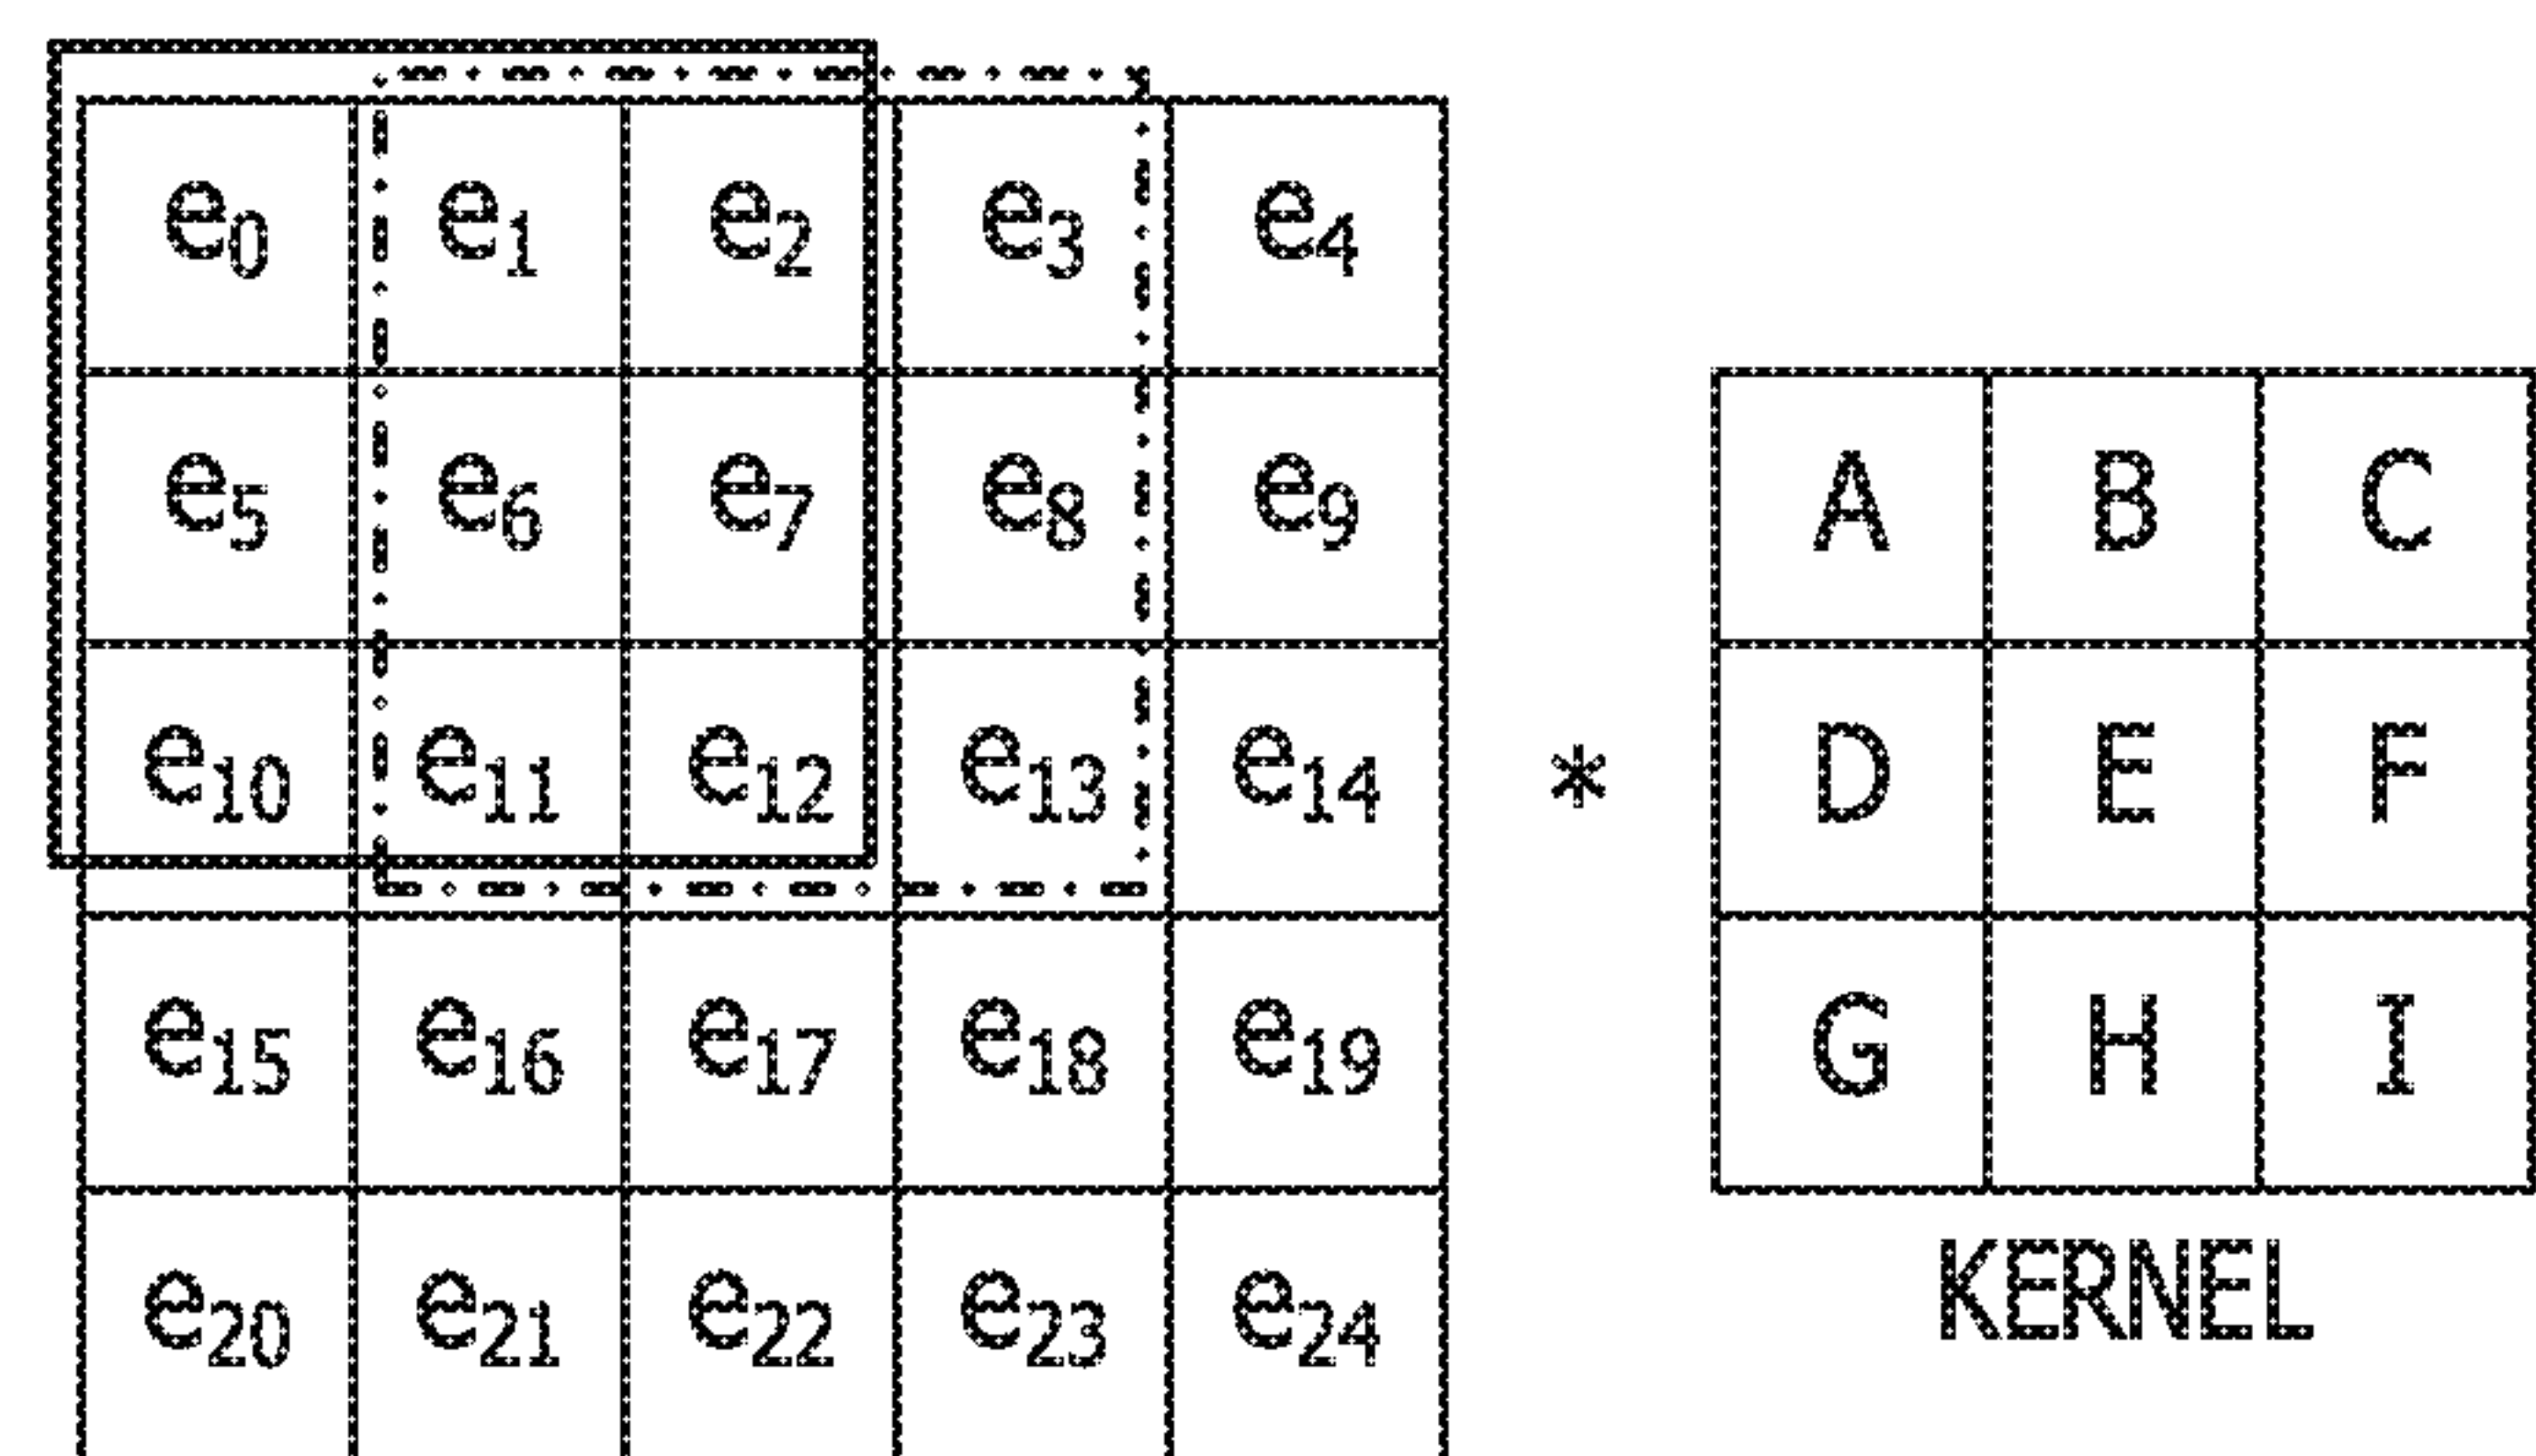 e0 e1 e2 e3 e4
e5 e6 e7 e8 e9 A B C
e10 e11 e12 e13 e14 * D E F
e15 e16 e17 e18 e19 G H I
e20 e21 e22 e23 e24 KERNEL